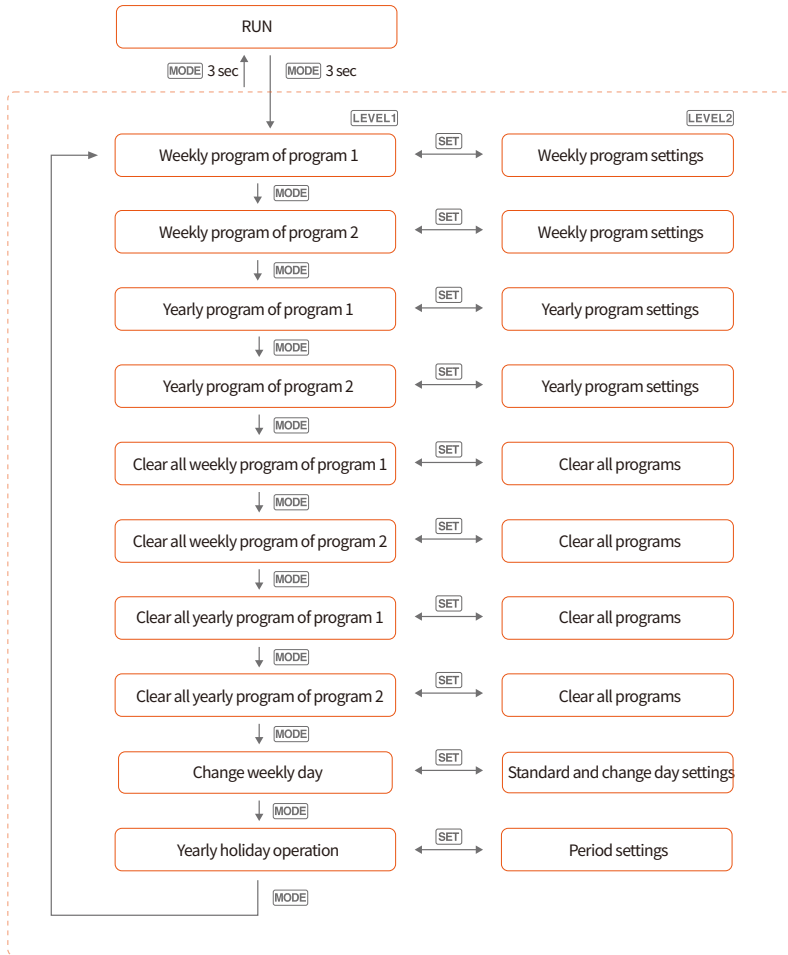 RUN
MODE 3 sec MODE 3 sec
LEVEL1 LEVEL2
Weekly program of program 1 SET Weekly program settings
MODE
Weekly program of program 2 SET Weekly program settings
MODE
Yearly program of program 1 SET Yearly program settings
MODE
Yearly program of program 2 SET Yearly program settings
MODE
Clear all weekly program of program 1 SET Clear all programs
MODE
Clear all weekly program of program 2 SET Clear all programs
MODE
Clear all yearly program of program 1 SET Clear all programs
MODE
Clear all yearly program of program 2 SET Clear all programs
MODE
Change weekly day SET Standard and change day settings
MODE
Yearly holiday operation SET Period settings
MODE